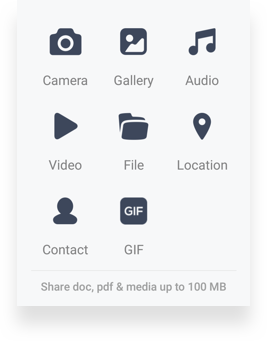 Camera Gallery Audio
Video File Location
GIF
Contact GIF
Share doc, pdf & media up to 100 MB